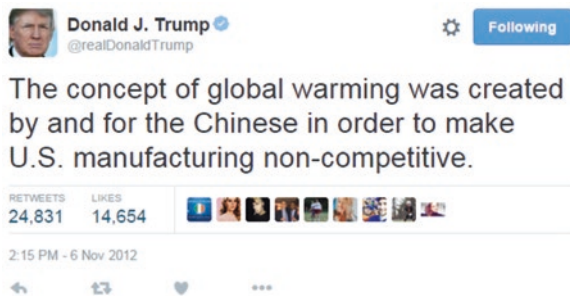 Donald J. Trump
@realDonaldTrump
Following
The concept of global warming was created
by and for the Chinese in order to make
U.S. manufacturing non-competitive.
RETWEETS LIKES
24,831 14,654
2:15 PM - 6 Nov 2012